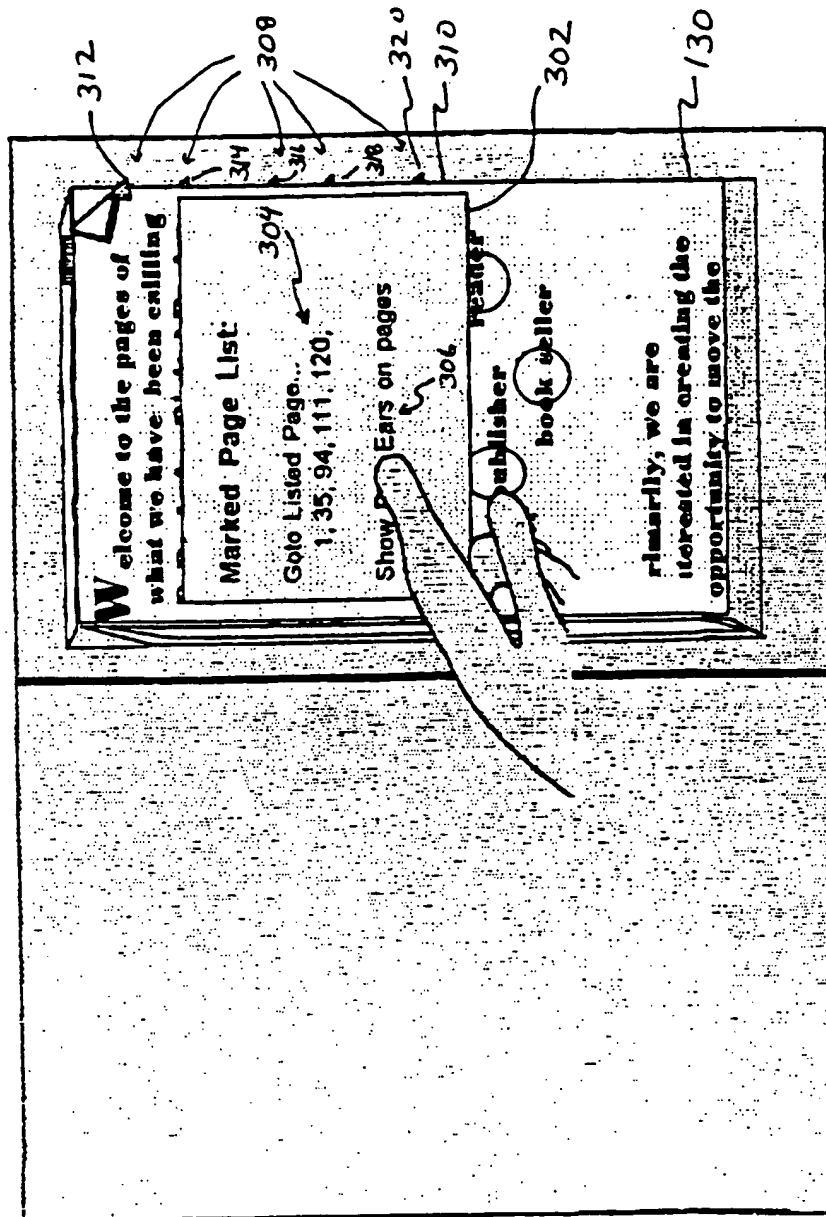 Welcome to the pages of
what we have been calling
Marked Page List:
Goto Listed Page...
1, 35, 94, 111, 120,
Show P Ears on pages
reader
ublisher
book seller
rimarily, we are
iterested in creating the
opportunity to move the
312
308
314
316
318
320
310
302
130
304
306